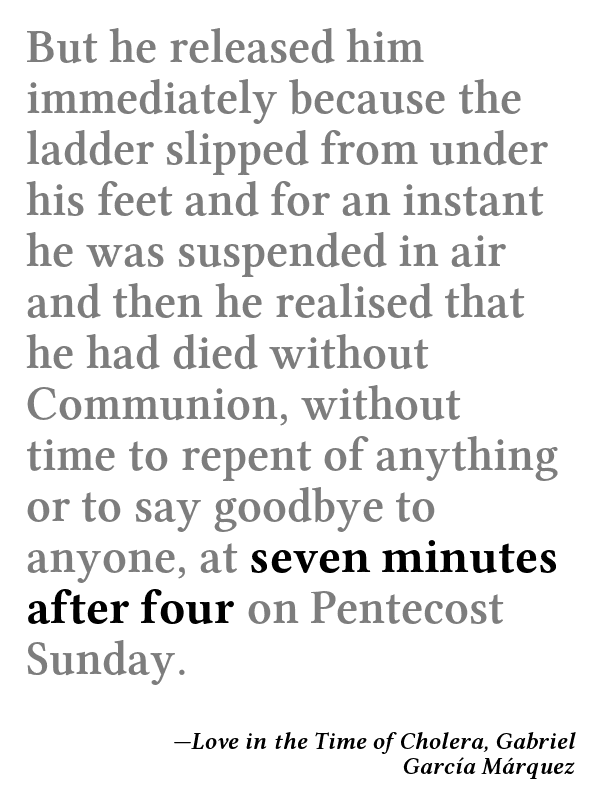 But he released him
immediately because the
ladder slipped from under
his feet and for an instant
he was suspended in air
and then he realised that
he had died without
Communion, without
time to repent of anything
or to say goodbye to
anyone, at seven minutes
after four on Pentecost
Sunday.
—Love in the Time of Cholera, Gabriel
García Márquez